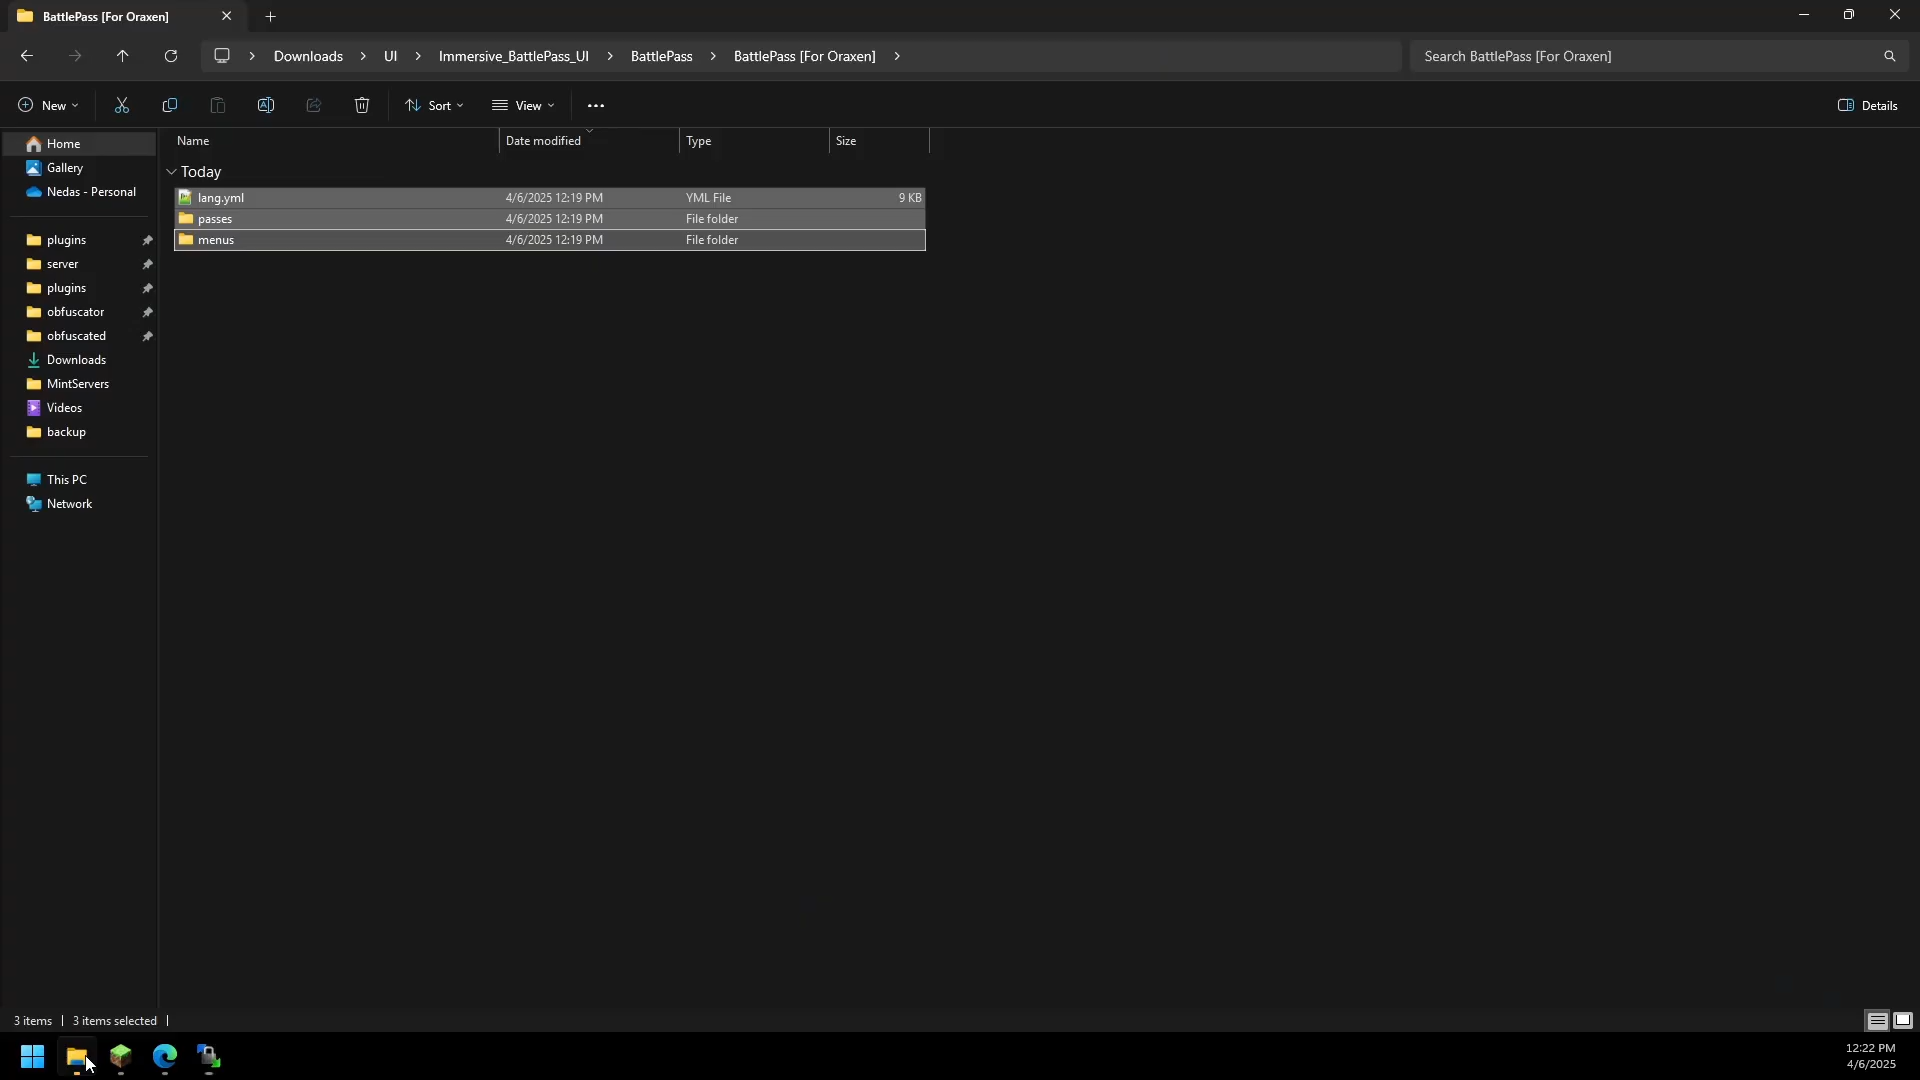 BattlePass [For Oraxen]
Downloads > UI > Immersive_BattlePass_UI > BattlePass > BattlePass [For Oraxen] >
Search BattlePass [For Oraxen]
New
Sort
View
Details
Home
Gallery
Nedas - Personal
plugins
server
plugins
obfuscator
obfuscated
Downloads
MintServers
Videos
backup
This PC
Network
Name Date modified Type Size
Today
lang.yml 4/6/2025 12:19 PM YML File 9 KB
passes 4/6/2025 12:19 PM File folder
menus 4/6/2025 12:19 PM File folder
3 items | 3 items selected |
12:22 PM
4/6/2025